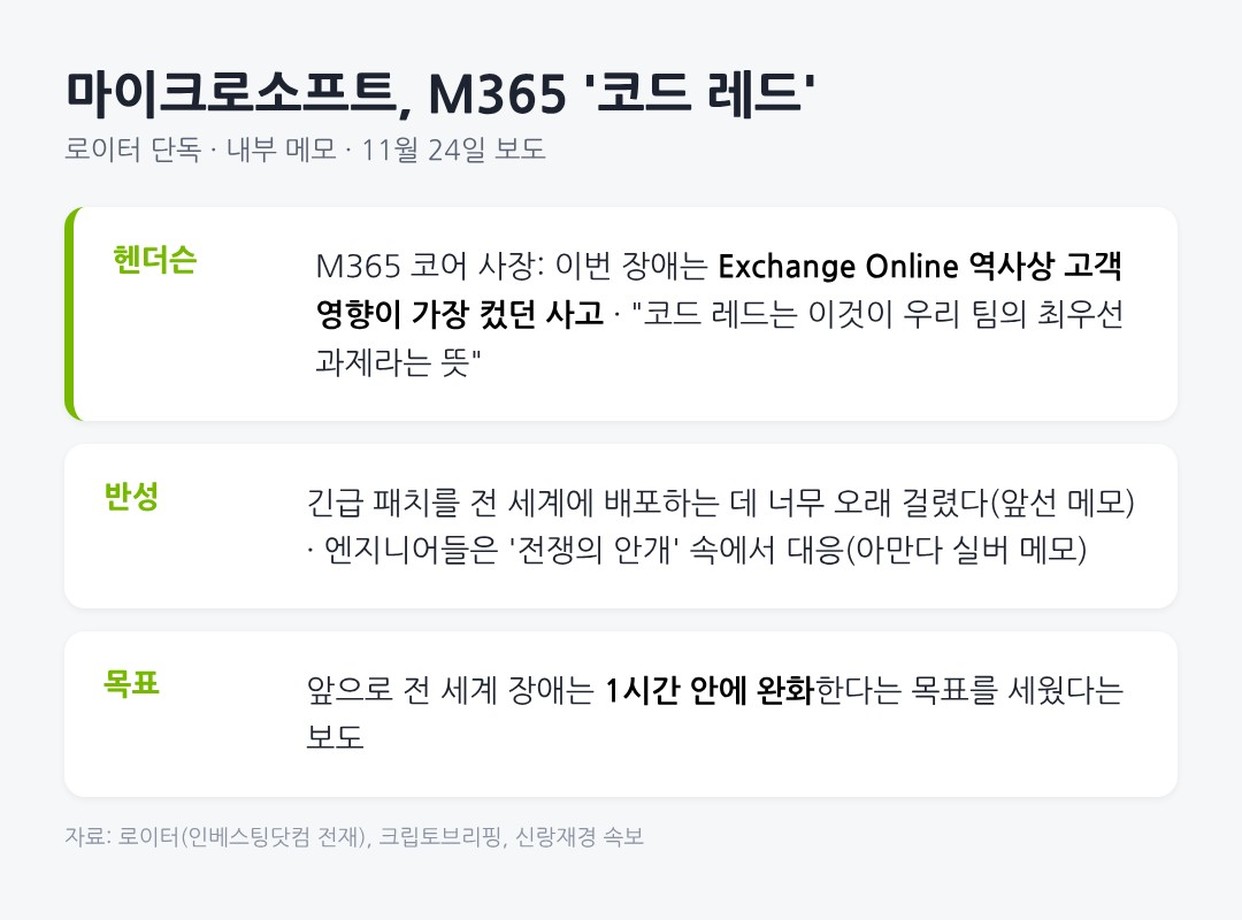 마이크로소프트, M365 '코드 레드'
로이터 단독 · 내부 메모 · 11월 24일 보도
헨더슨
M365 코어 사장: 이번 장애는 Exchange Online 역사상 고객
영향이 가장 컸던 사고 · "코드 레드는 이것이 우리 팀의 최우선
과제라는 뜻"
반성
긴급 패치를 전 세계에 배포하는 데 너무 오래 걸렸다(앞선 메모)
· 엔지니어들은 '전쟁의 안개' 속에서 대응(아만다 실버 메모)
목표
앞으로 전 세계 장애는 1시간 안에 완화한다는 목표를 세웠다는
보도
자료: 로이터(인베스팅닷컴 전재), 크립토브리핑, 신랑재경 속보